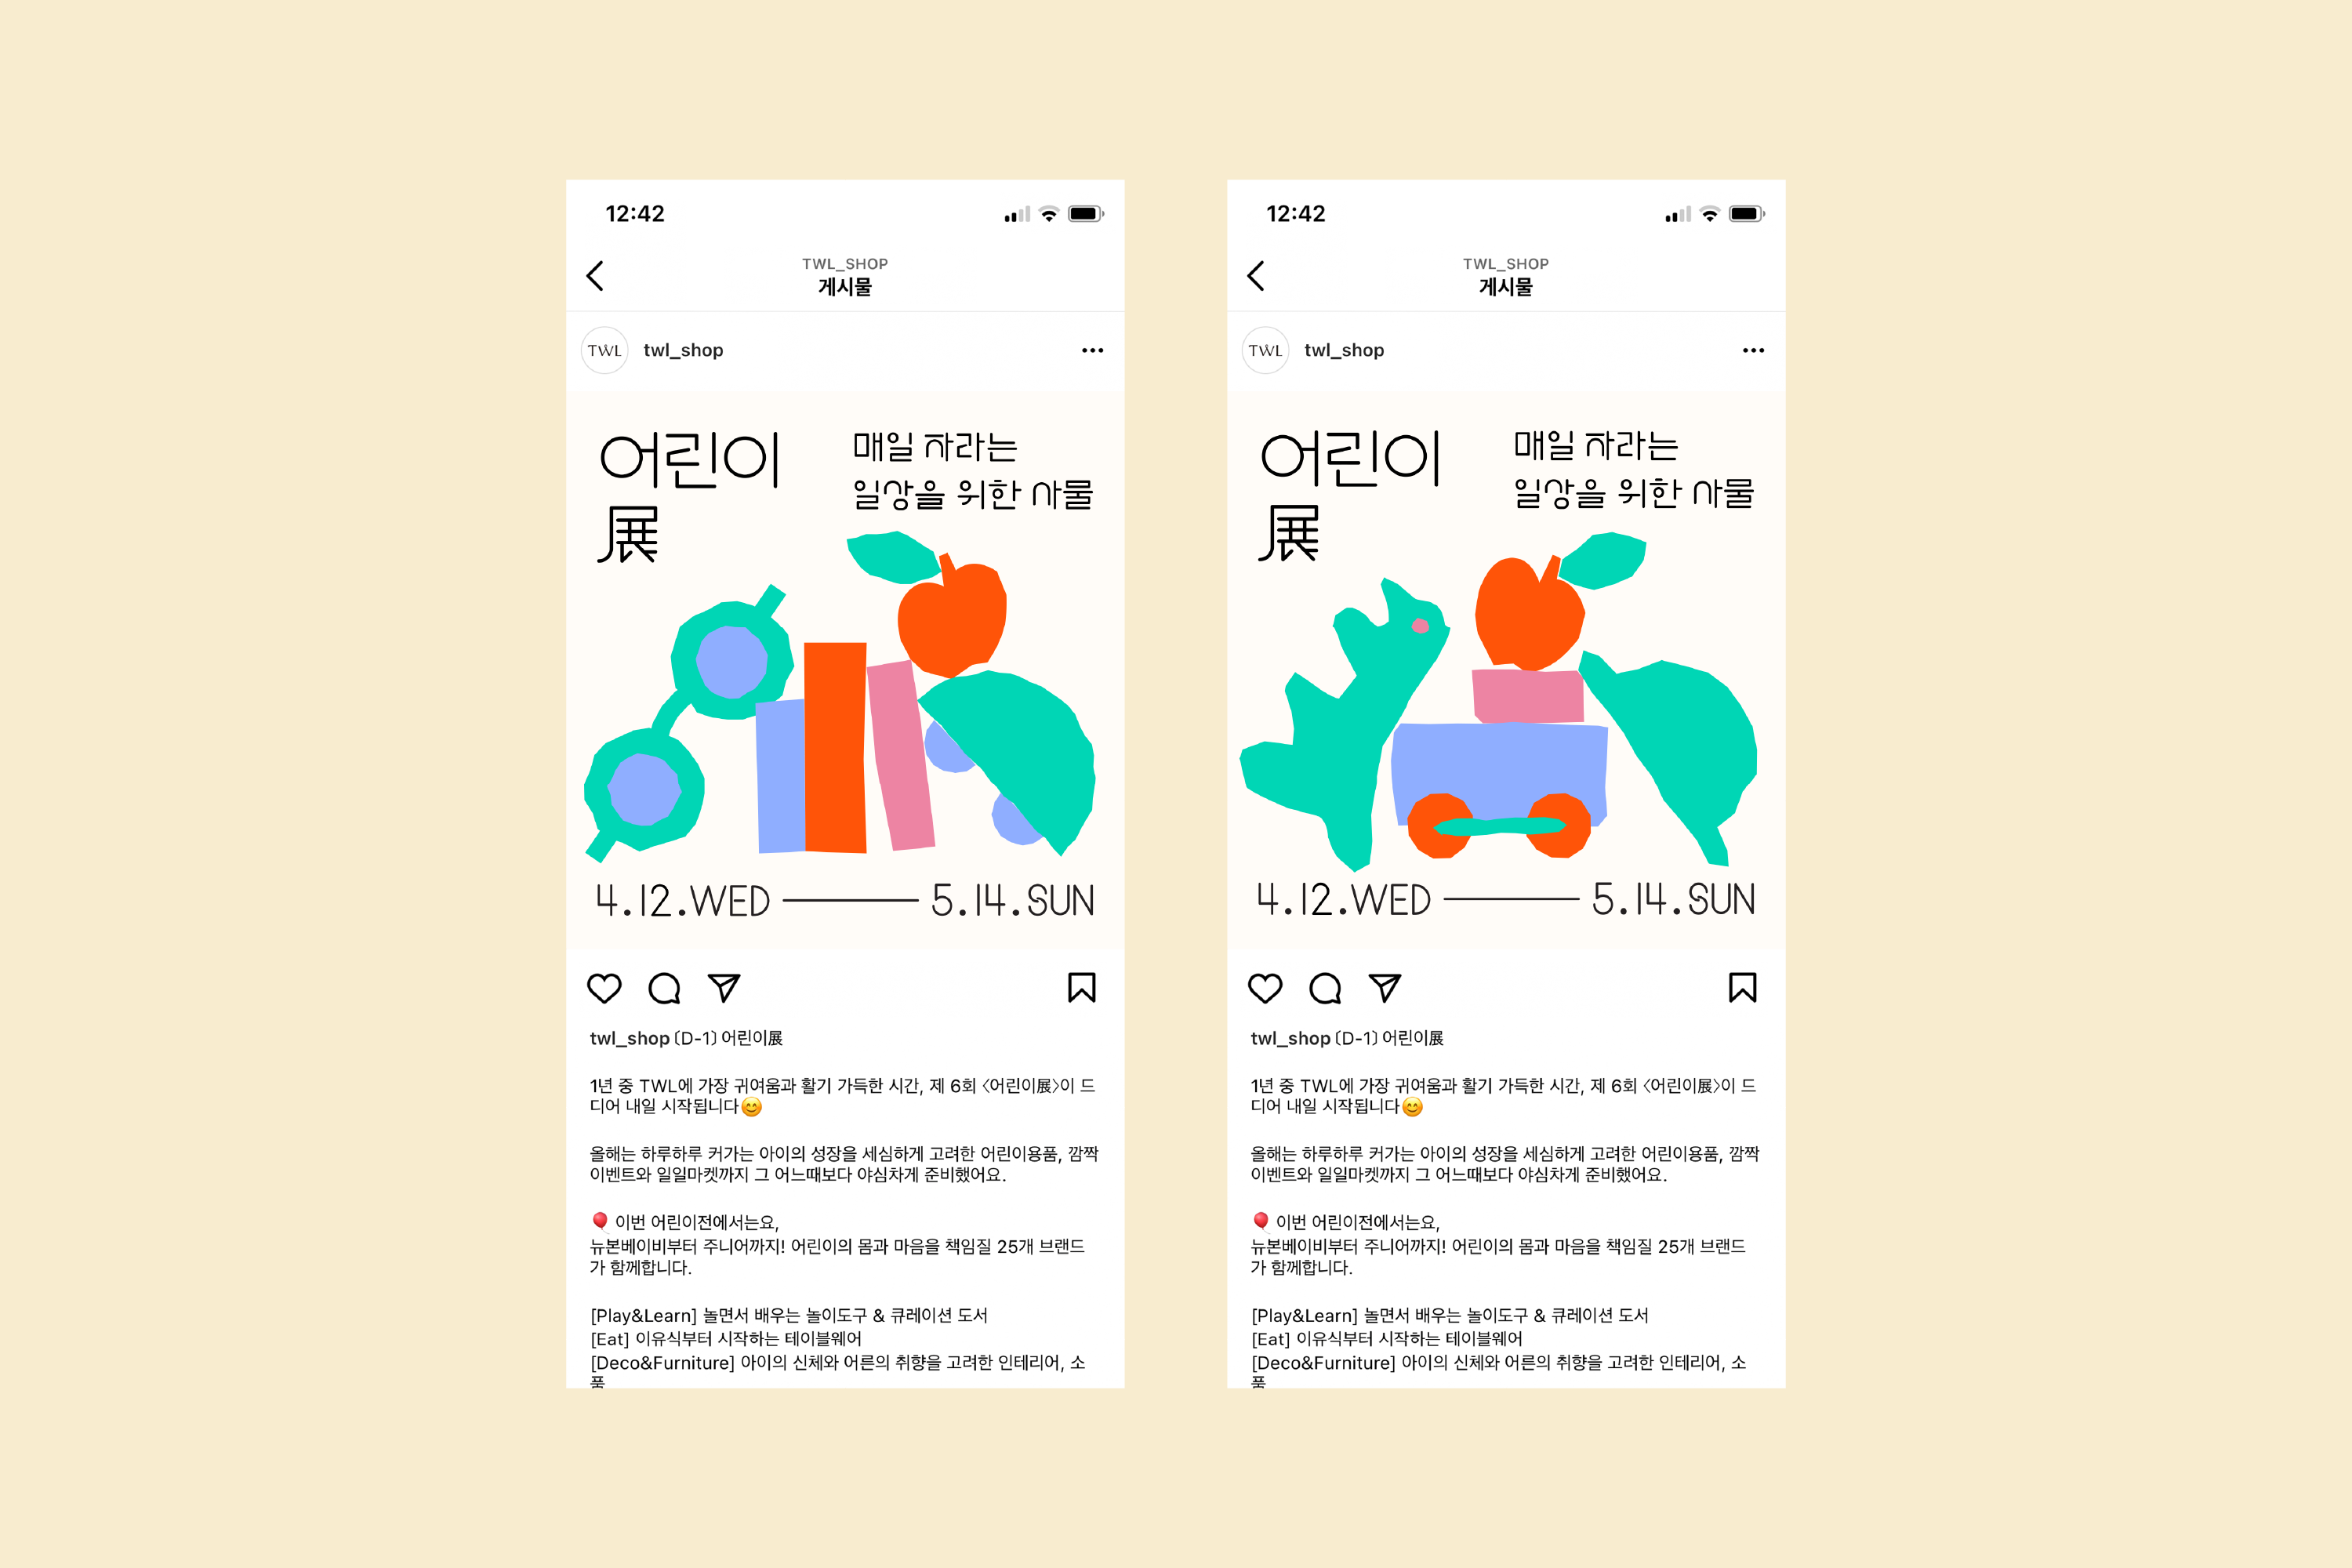 12:42
TWL_SHOP
게시물
TWL
twl_shop
어린이
展
매일 자라는
일상을 위한 사물
4.12.WED — 5.14.SUN
twl_shop〔D-1〕어린이展
1년 중 TWL에 가장 귀여움과 활기 가득한 시간, 제 6회 〈어린이展〉이 드
디어 내일 시작됩니다😊
올해는 하루하루 커가는 아이의 성장을 세심하게 고려한 어린이용품, 깜짝
이벤트와 일일마켓까지 그 어느때보다 야심차게 준비했어요.
🎈 이번 어린이전에서는요,
뉴본베이비부터 주니어까지! 어린이의 몸과 마음을 책임질 25개 브랜드
가 함께합니다.
[Play&Learn] 놀면서 배우는 놀이도구 & 큐레이션 도서
[Eat] 이유식부터 시작하는 테이블웨어
[Deco&Furniture] 아이의 신체와 어른의 취향을 고려한 인테리어, 소
품
12:42
TWL_SHOP
게시물
TWL
twl_shop
어린이
展
매일 자라는
일상을 위한 사물
4.12.WED — 5.14.SUN
twl_shop〔D-1〕어린이展
1년 중 TWL에 가장 귀여움과 활기 가득한 시간, 제 6회 〈어린이展〉이 드
디어 내일 시작됩니다😊
올해는 하루하루 커가는 아이의 성장을 세심하게 고려한 어린이용품, 깜짝
이벤트와 일일마켓까지 그 어느때보다 야심차게 준비했어요.
🎈 이번 어린이전에서는요,
뉴본베이비부터 주니어까지! 어린이의 몸과 마음을 책임질 25개 브랜드
가 함께합니다.
[Play&Learn] 놀면서 배우는 놀이도구 & 큐레이션 도서
[Eat] 이유식부터 시작하는 테이블웨어
[Deco&Furniture] 아이의 신체와 어른의 취향을 고려한 인테리어, 소
품